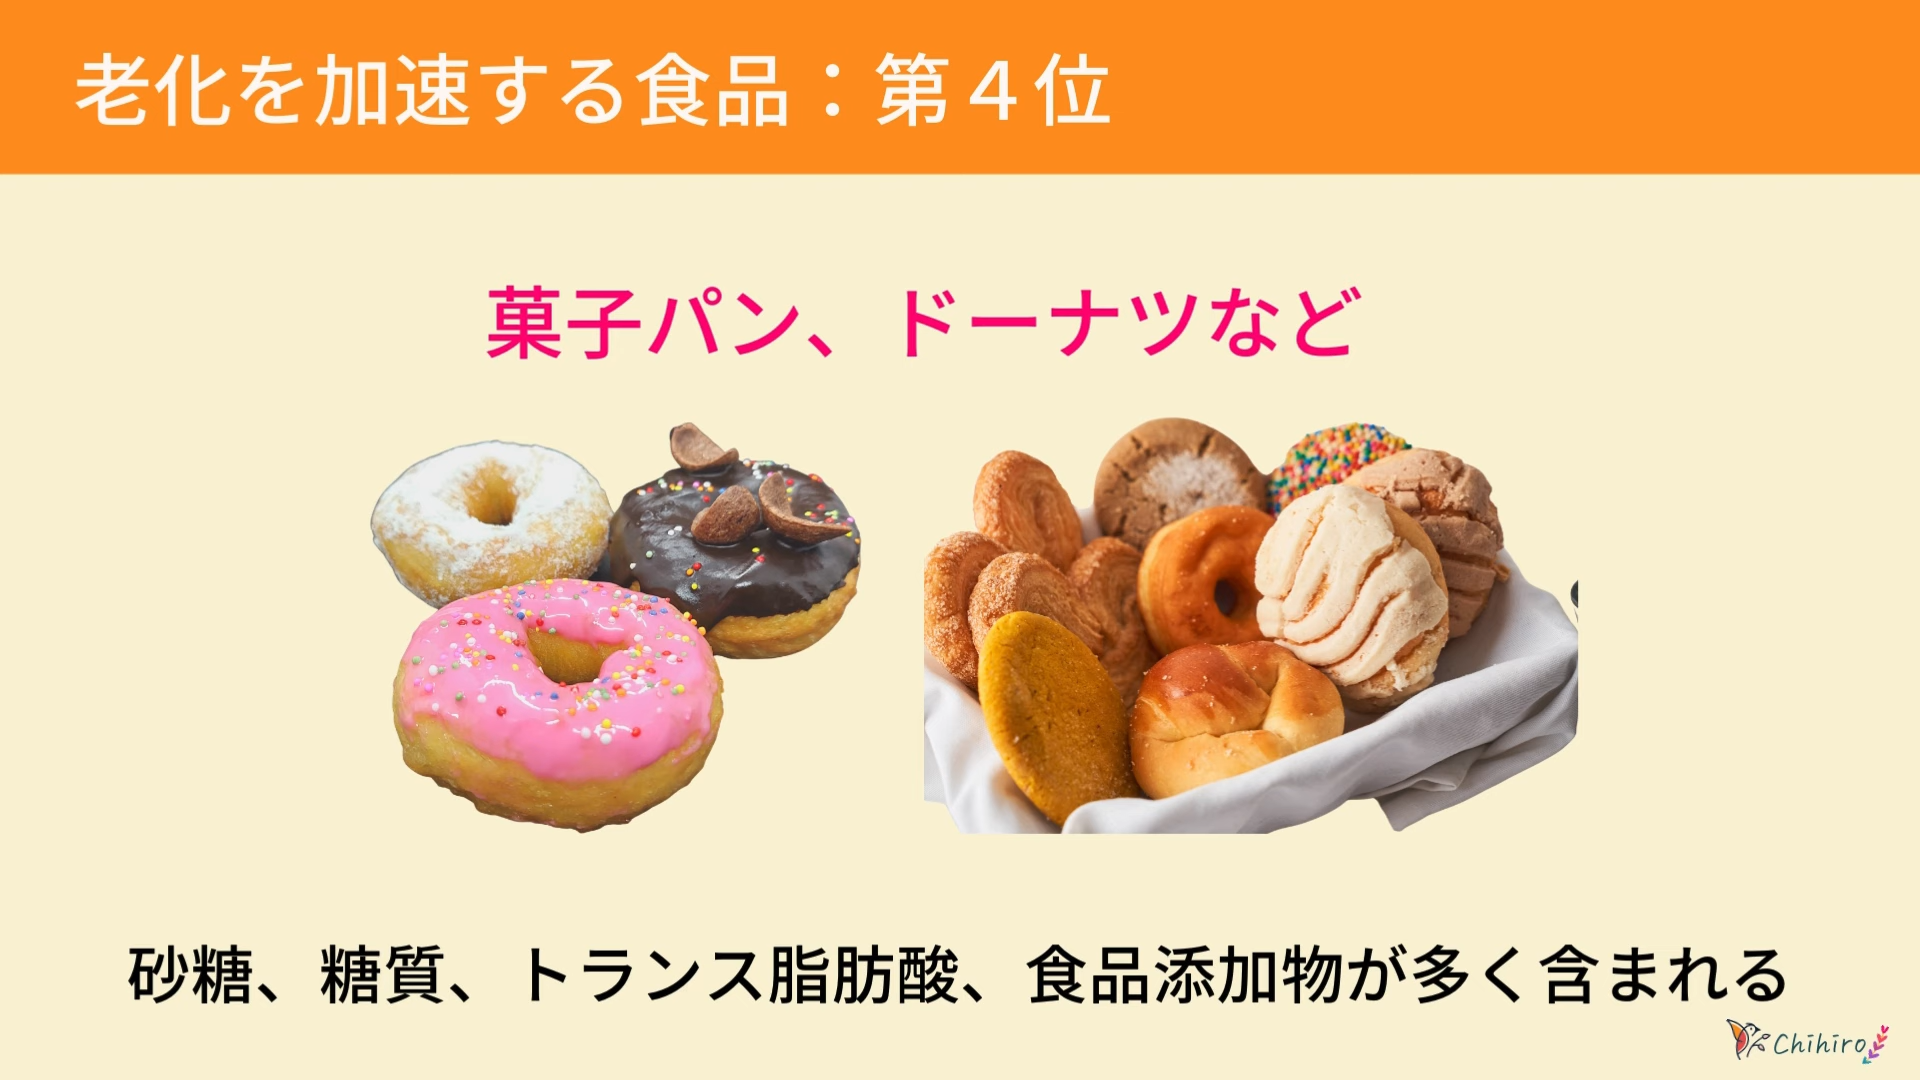 老化を加速する食品：第４位
菓子パン、ドーナツなど
砂糖、糖質、トランス脂肪酸、食品添加物が多く含まれる
Chihiro